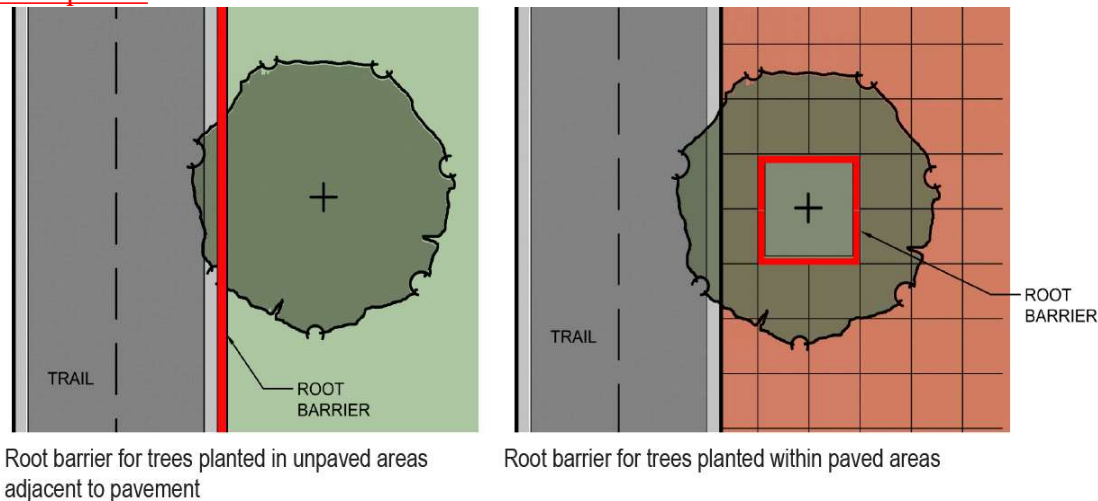 TRAIL
ROOT
BARRIER
Root barrier for trees planted in unpaved areas
adjacent to pavement
TRAIL
ROOT
BARRIER
Root barrier for trees planted within paved areas